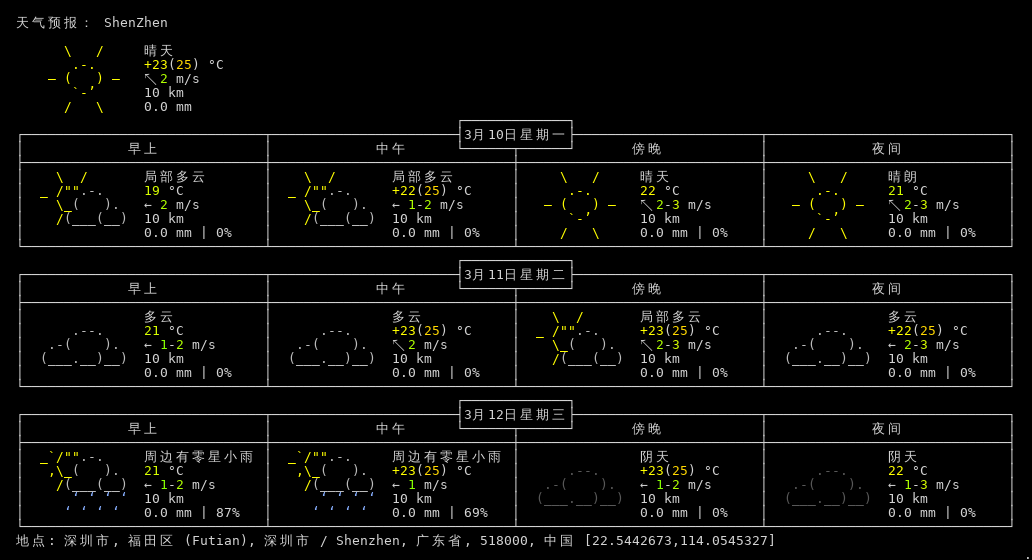 天气预报： ShenZhen
晴天
+23(25) °C
↖ 2 m/s
10 km
0.0 mm
3月10日星期一
早上 中午 傍晚 夜间
局部多云 局部多云 晴天 晴朗
19 °C +22(25) °C 22 °C 21 °C
← 2 m/s ← 1-2 m/s ↖ 2-3 m/s ↖ 2-3 m/s
10 km 10 km 10 km 10 km
0.0 mm | 0% 0.0 mm | 0% 0.0 mm | 0% 0.0 mm | 0%
3月11日星期二
早上 中午 傍晚 夜间
多云 多云 局部多云 多云
21 °C +23(25) °C +23(25) °C +22(25) °C
← 1-2 m/s ↖ 2 m/s ↖ 2-3 m/s ← 2-3 m/s
10 km 10 km 10 km 10 km
0.0 mm | 0% 0.0 mm | 0% 0.0 mm | 0% 0.0 mm | 0%
3月12日星期三
早上 中午 傍晚 夜间
周边有零星小雨 周边有零星小雨 阴天 阴天
21 °C +23(25) °C +23(25) °C 22 °C
← 1-2 m/s ← 1 m/s ← 1-2 m/s ← 1-3 m/s
10 km 10 km 10 km 10 km
0.0 mm | 87% 0.0 mm | 69% 0.0 mm | 0% 0.0 mm | 0%
地点: 深圳市, 福田区 (Futian), 深圳市 / Shenzhen, 广东省, 518000, 中国 [22.5442673,114.0545327]